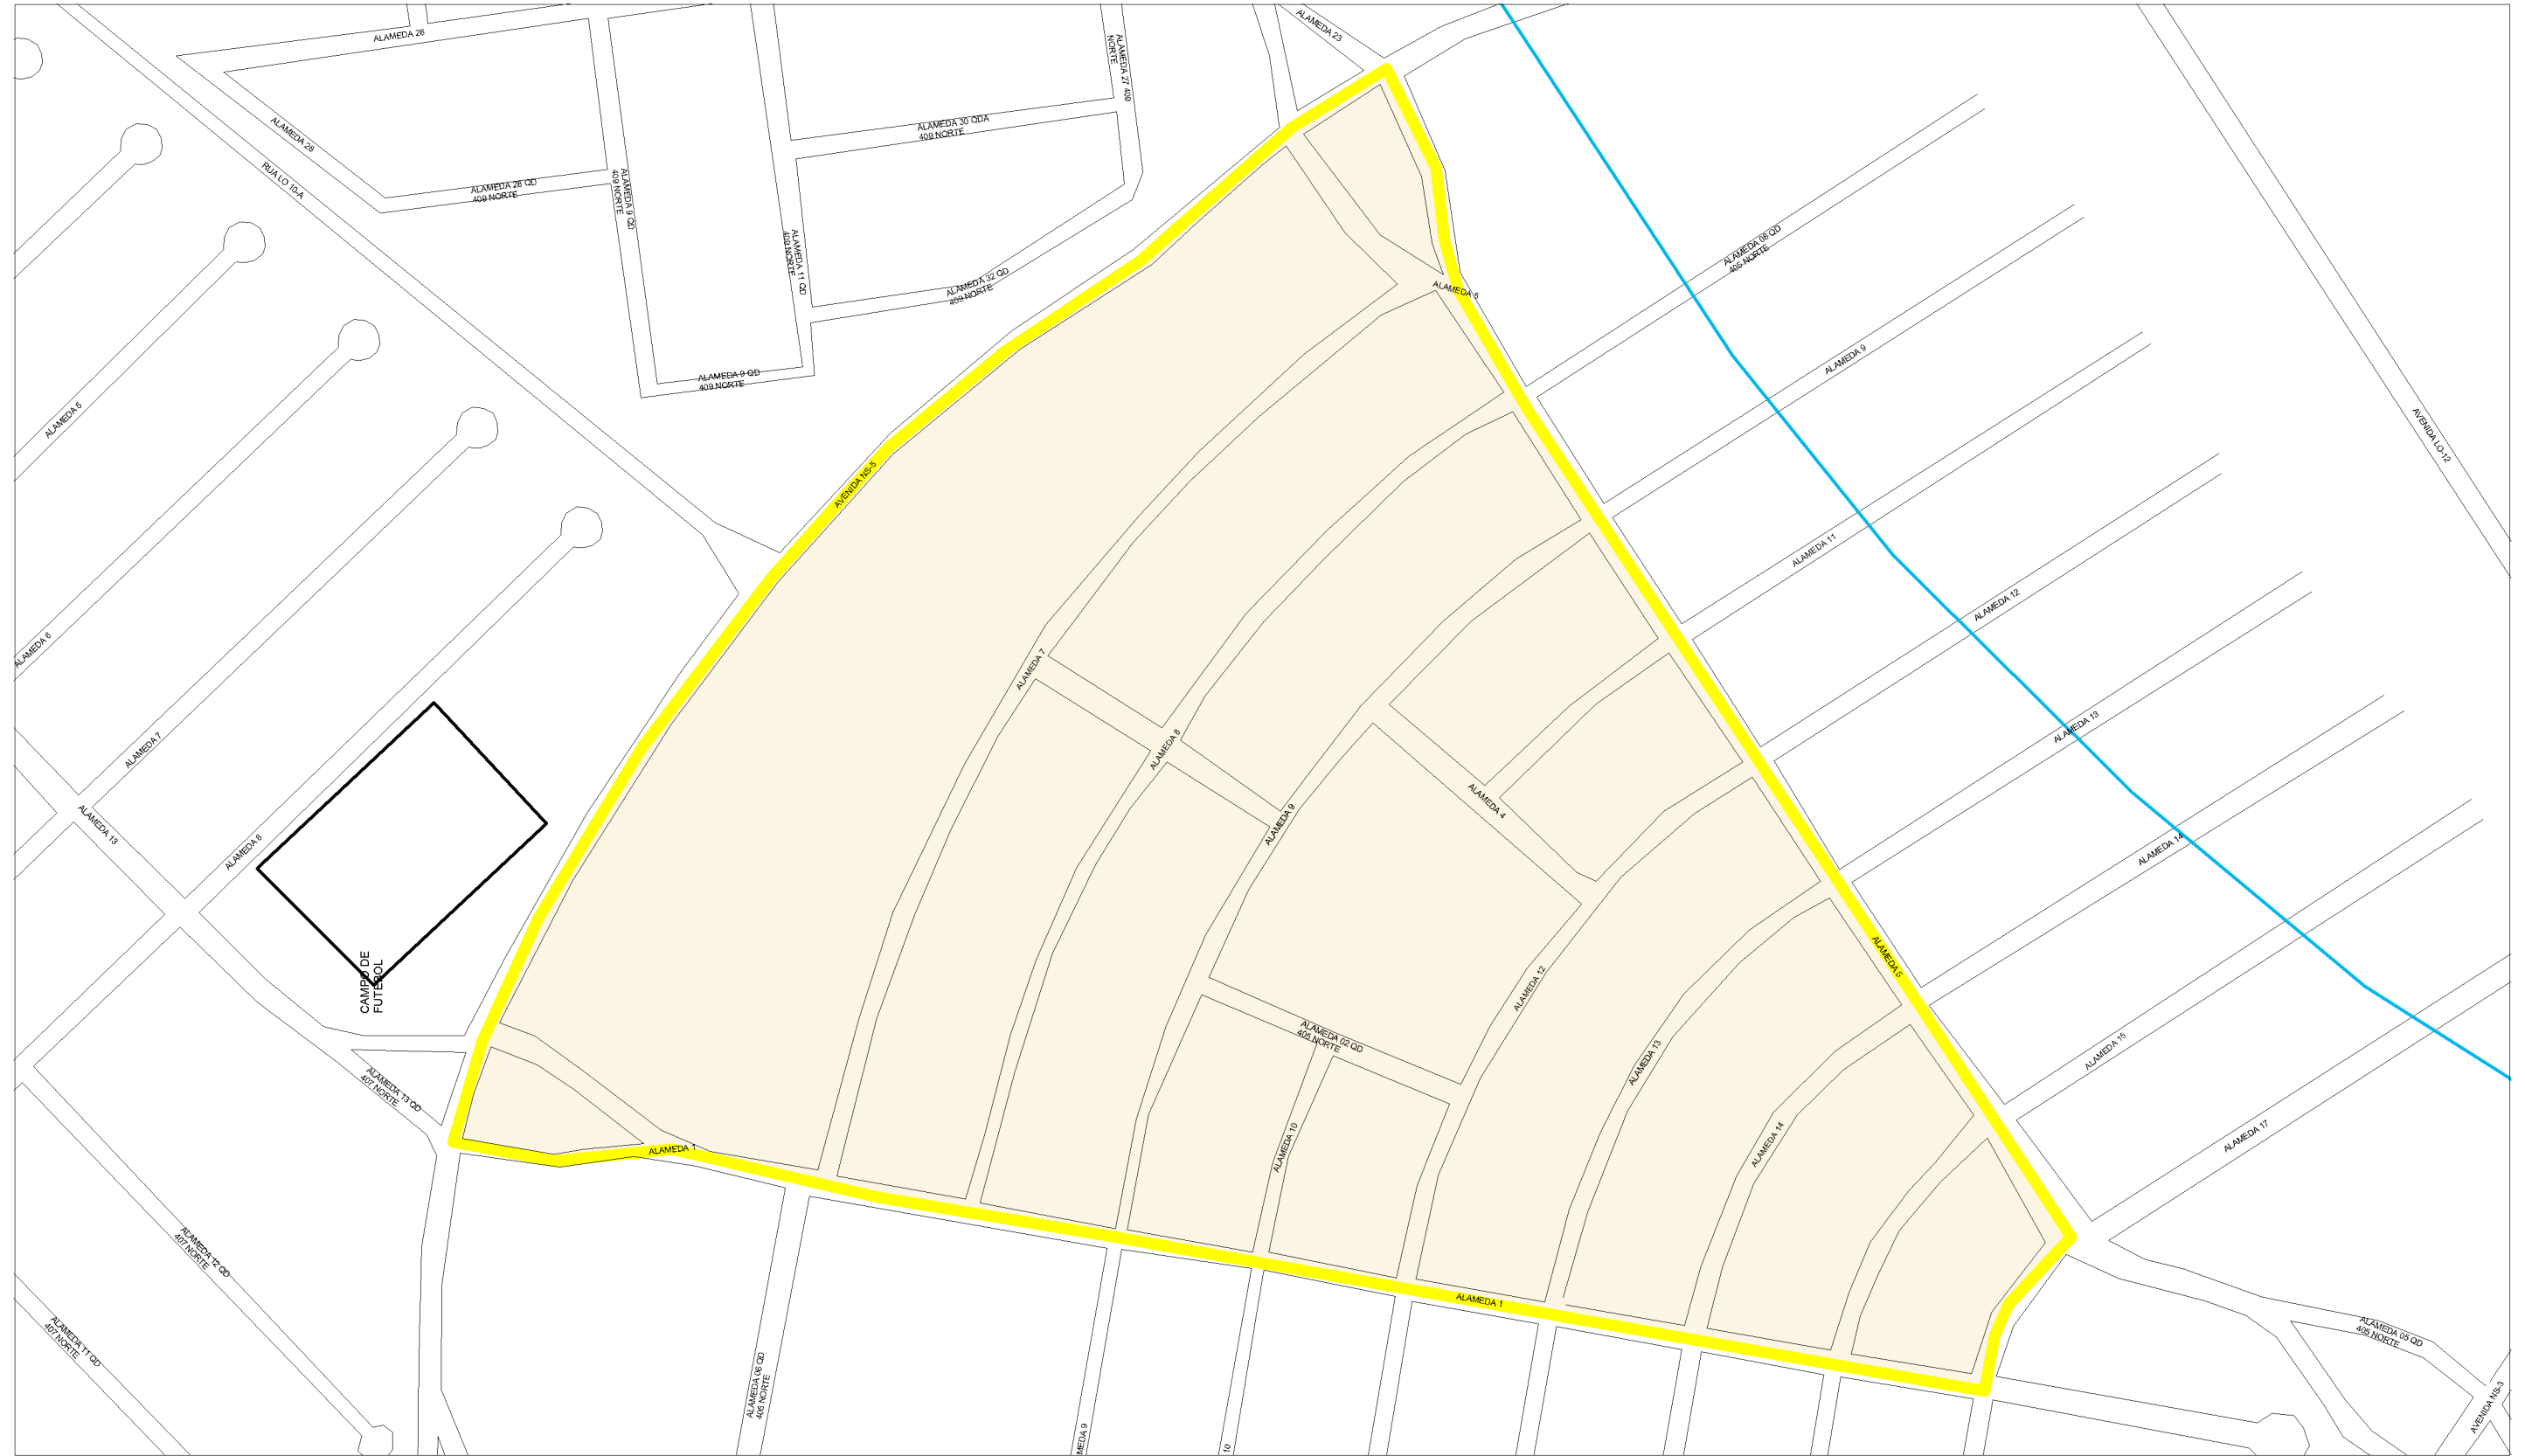 ALAMEDA 26
ALAMEDA 23
ALAMEDA 27 409
NORTE
ALAMEDA 28
ALAMEDA 30 QDA
409 NORTE
RUA LO 10-A
ALAMEDA 28 QD
409 NORTE
ALAMEDA 9 QD
409 NORTE
ALAMEDA 11 QD
409 NORTE
ALAMEDA 32 QD
409 NORTE
ALAMEDA 08 QD
405 NORTE
ALAMEDA 5
ALAMEDA 9
ALAMEDA 9 QD
409 NORTE
ALAMEDA 5
AVENIDA LO-12
AVENIDA NS-5
ALAMEDA 11
ALAMEDA 12
ALAMEDA 6
ALAMEDA 7
ALAMEDA 13
ALAMEDA 7
ALAMEDA 8
ALAMEDA 4
ALAMEDA 9
ALAMEDA 13
ALAMEDA 8
ALAMEDA 14
ALAMEDA 5
CAMPO DE
FUTEBOL
ALAMEDA 12
ALAMEDA 02 QD
405 NORTE
ALAMEDA 13
ALAMEDA 15
ALAMEDA 13 QD
407 NORTE
ALAMEDA 1
ALAMEDA 10
ALAMEDA 14
ALAMEDA 17
ALAMEDA 12 QD
407 NORTE
ALAMEDA 1
ALAMEDA 11 QD
407 NORTE
ALAMEDA 05 QD
405 NORTE
ALAMEDA 06 QD
405 NORTE
MEDA 9
10
AVENIDA NS-3